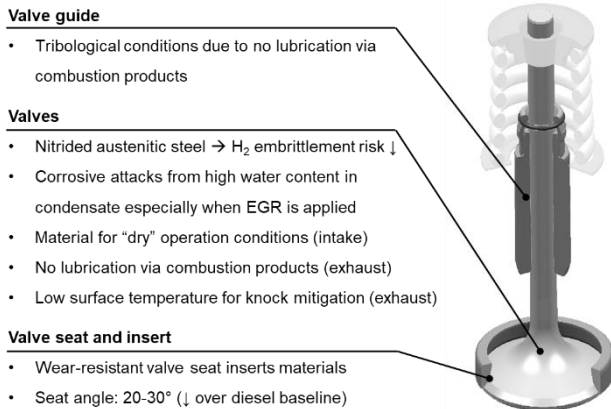 Valve guide
• Tribological conditions due to no lubrication via
combustion products
Valves
• Nitrided austenitic steel → H₂ embrittlement risk ↓
• Corrosive attacks from high water content in
condensate especially when EGR is applied
• Material for “dry” operation conditions (intake)
• No lubrication via combustion products (exhaust)
• Low surface temperature for knock mitigation (exhaust)
Valve seat and insert
• Wear-resistant valve seat inserts materials
• Seat angle: 20-30° (↓ over diesel baseline)